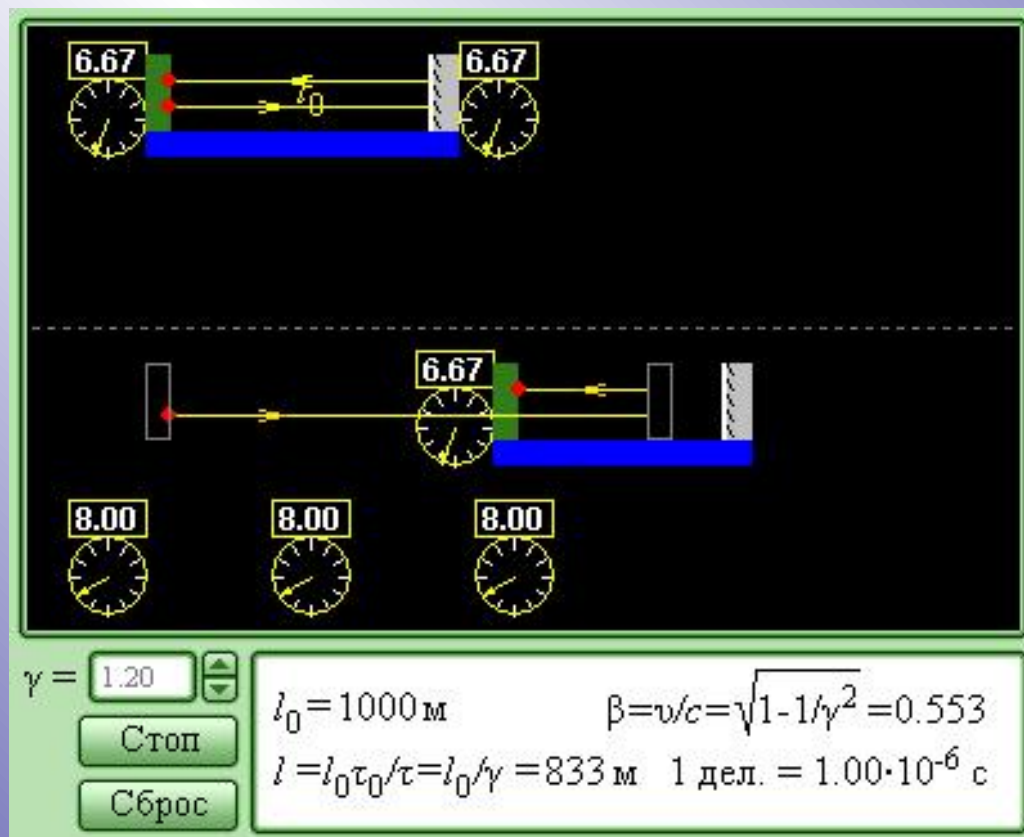 6.67 6.67
l₀
6.67
8.00 8.00 8.00
γ = 1.20
Стоп
Сброс
l₀ = 1000 м β=υ/c=√1-1/γ² =0.553
l =l₀τ₀/τ=l₀/γ =833 м 1 дел. = 1.00·10⁻⁶ с